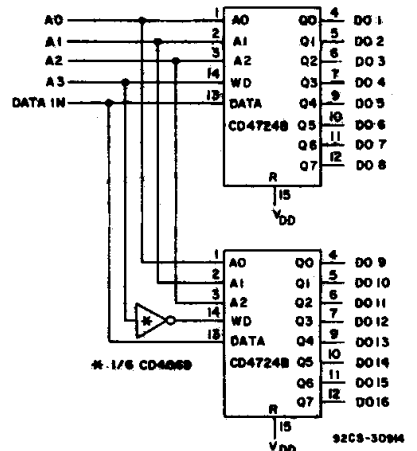 A0 1 A0 Q0 4 DO 1
A1 2 A1 Q1 5 DO 2
A2 3 A2 Q2 6 DO 3
A3 14 WD Q3 7 DO 4
DATA IN 13 DATA Q4 9 DO 5
CD4724B Q5 10 DO 6
Q6 11 DO 7
Q7 12 DO 8
R
15
VDD
1 A0 Q0 4 DO 9
2 A1 Q1 5 DO 10
3 A2 Q2 6 DO 11
* 14 WD Q3 7 DO 12
13 DATA Q4 9 DO 13
* 1/6 CD4069 CD4724B Q5 10 DO 14
Q6 11 DO 15
Q7 12 DO 16
R
15
VDD
92CS-30914